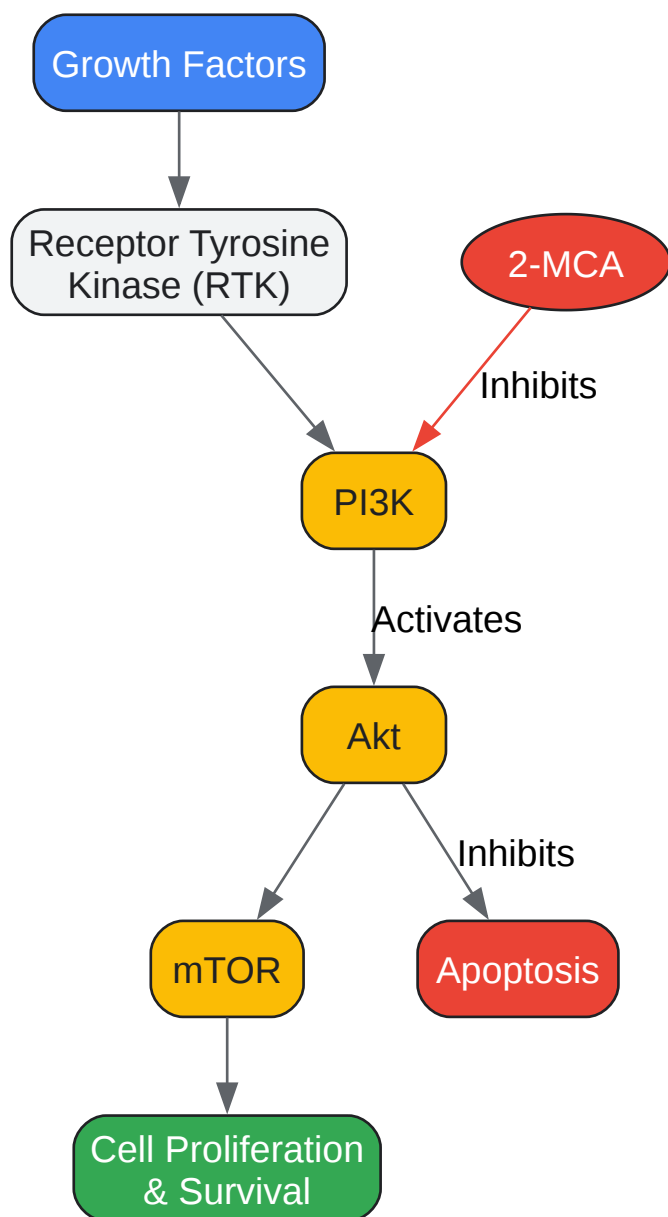 Growth Factors
Receptor Tyrosine
Kinase (RTK)
2-MCA
Inhibits
PI3K
Activates
Akt
Inhibits
mTOR
Apoptosis
Cell Proliferation
& Survival